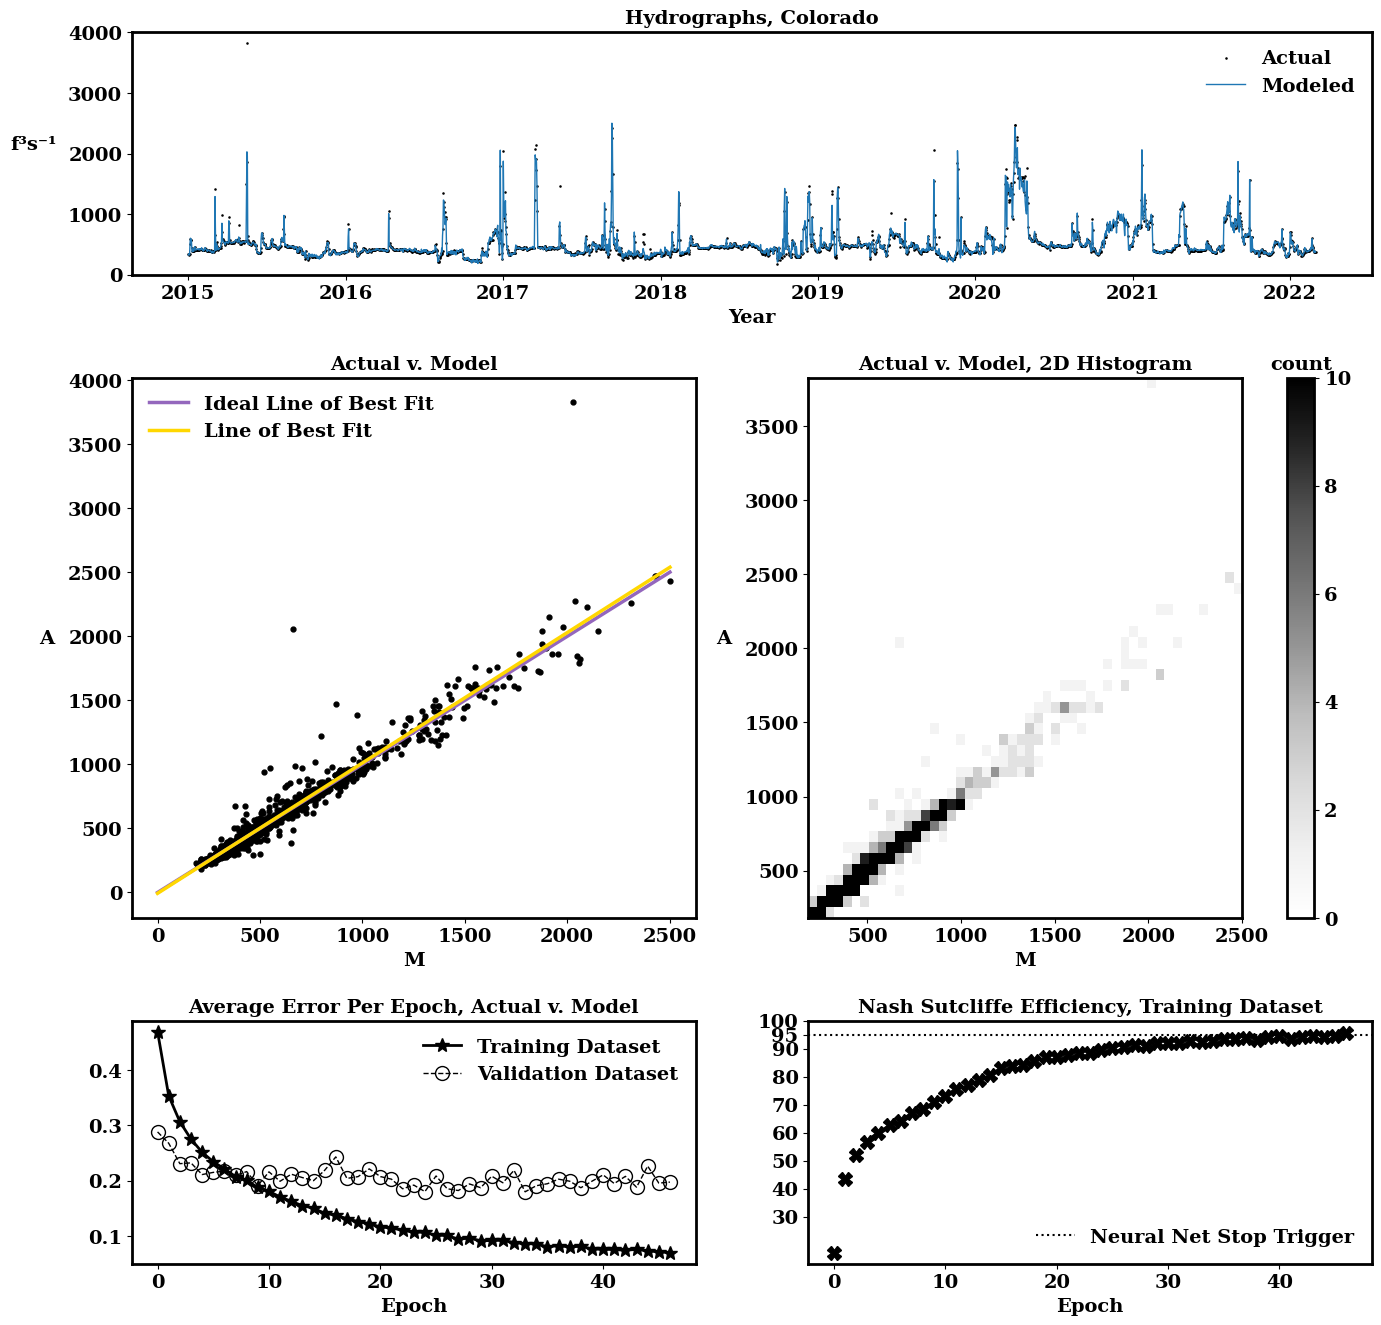 Hydrographs, Colorado
4000
3000
f³s⁻¹
2000
1000
0
Actual
Modeled
2015 2016 2017 2018 2019 2020 2021 2022
Year
Actual v. Model
4000
3500
3000
2500
2000
A
1500
1000
500
0
Ideal Line of Best Fit
Line of Best Fit
0 500 1000 1500 2000 2500
M
Actual v. Model, 2D Histogram
3500
3000
2500
2000
A
1500
1000
500
500 1000 1500 2000 2500
M
count
10
8
6
4
2
0
Average Error Per Epoch, Actual v. Model
0.4
0.3
0.2
0.1
Training Dataset
Validation Dataset
0 10 20 30 40
Epoch
Nash Sutcliffe Efficiency, Training Dataset
100
95
90
80
70
60
50
40
30
Neural Net Stop Trigger
0 10 20 30 40
Epoch